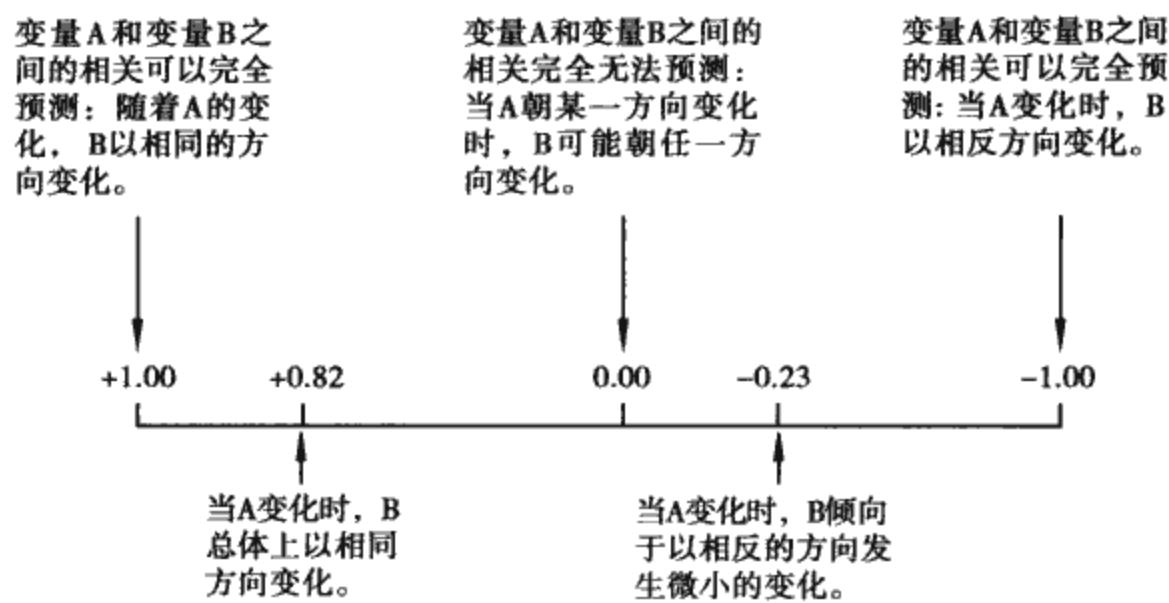 变量A和变量B之
间的相关可以完全
预测：随着A的变
化， B以相同的方
向变化。
变量A和变量B之间的
相关完全无法预测：
当A朝某一方向变化
时，B可能朝任一方
向变化。
变量A和变量B之间
的相关可以完全预
测：当A变化时，B
以相反方向变化。
+1.00
+0.82
0.00
−0.23
−1.00
当A变化时，B
总体上以相同
方向变化。
当A变化时，B倾向
于以相反的方向发
生微小的变化。